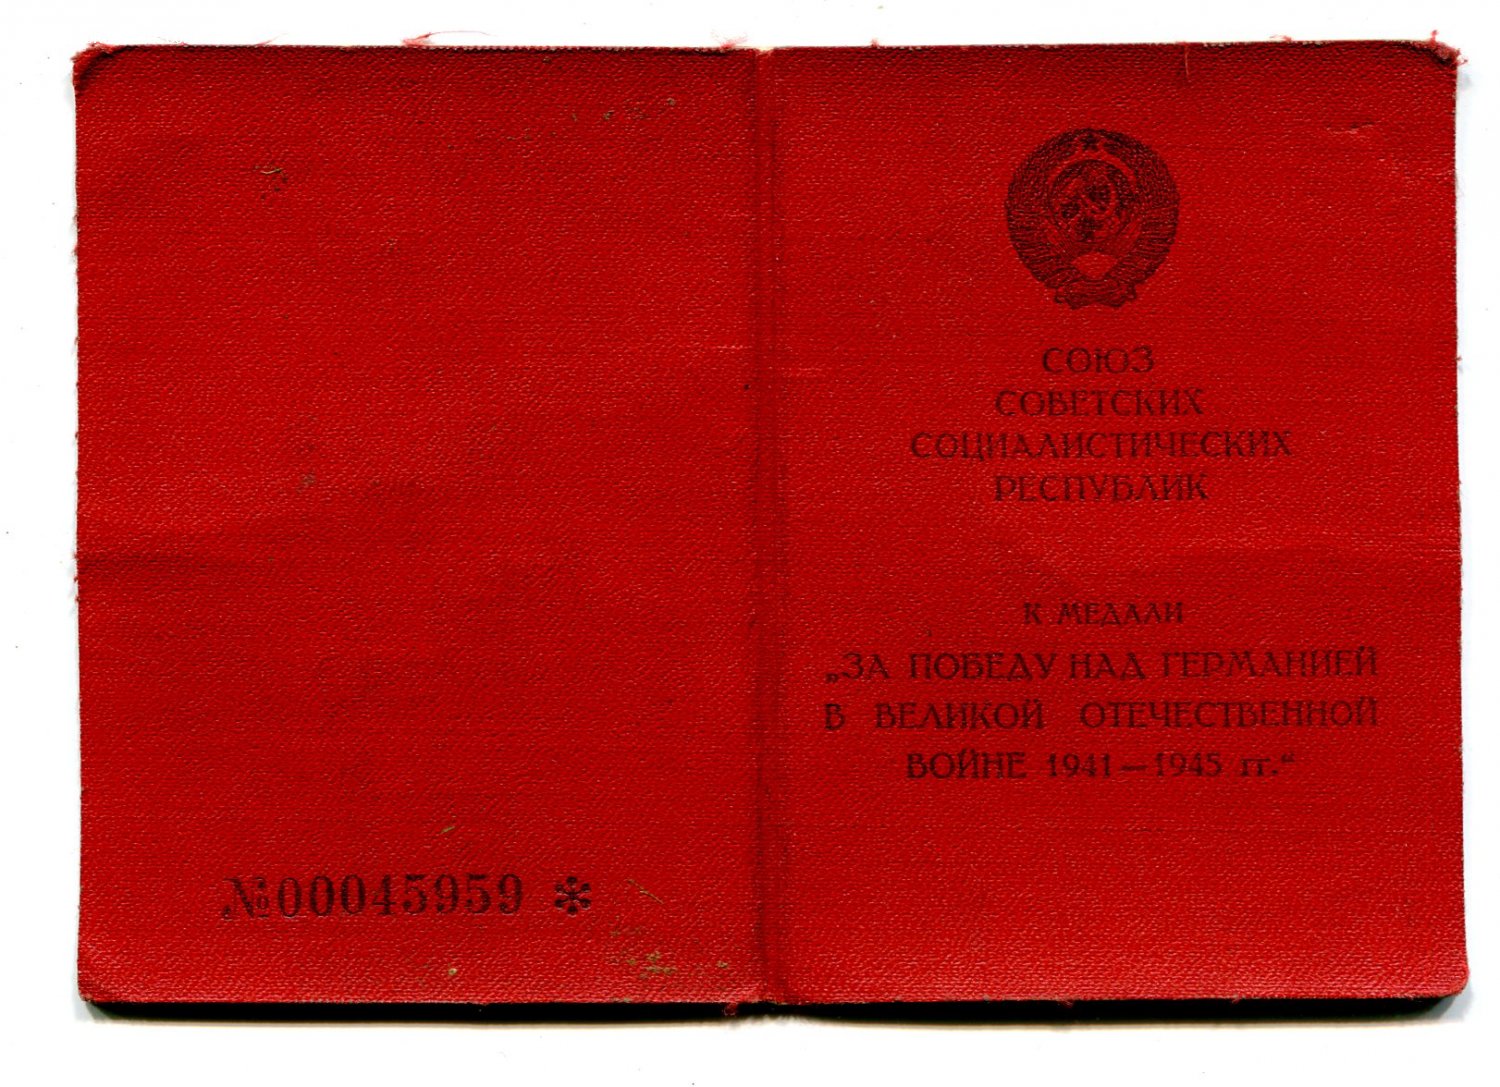 №00045959 *
СОЮЗ
СОВЕТСКИХ
СОЦИАЛИСТИЧЕСКИХ
РЕСПУБЛИК
К МЕДАЛИ
„ЗА ПОБЕДУ НАД ГЕРМАНИЕЙ
В ВЕЛИКОЙ ОТЕЧЕСТВЕННОЙ
ВОЙНЕ 1941—1945 гг.“